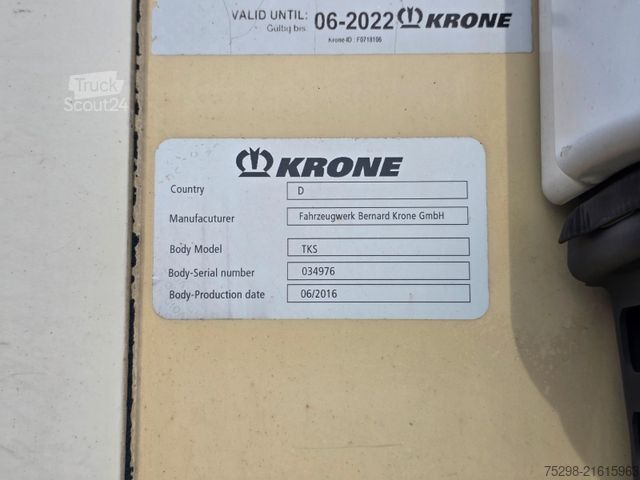 VALID UNTIL: 06-2022 KRONE
Gültig bis
Krone-ID : F0718106
Truck
Scout24
KRONE
Country D
Manufacuturer Fahrzeugwerk Bernard Krone GmbH
Body Model TKS
Body-Serial number 034976
Body-Production date 06/2016
75298-21615963